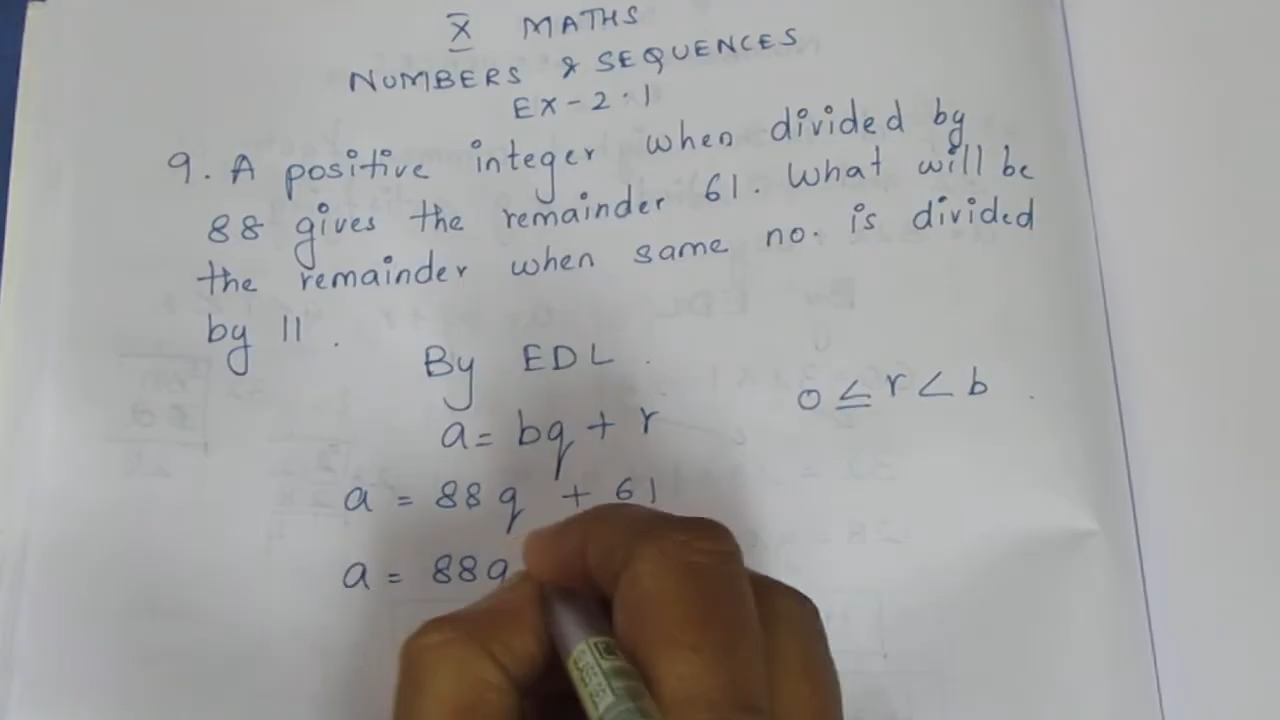 X MATHS
NUMBERS & SEQUENCES
EX-2.1
9. A positive integer when divided by
88 gives the remainder 61. What will be
the remainder when same no. is divided
by 11.
By EDL.
a = bq + r 0 ≤ r < b.
a = 88q + 61
a = 88q